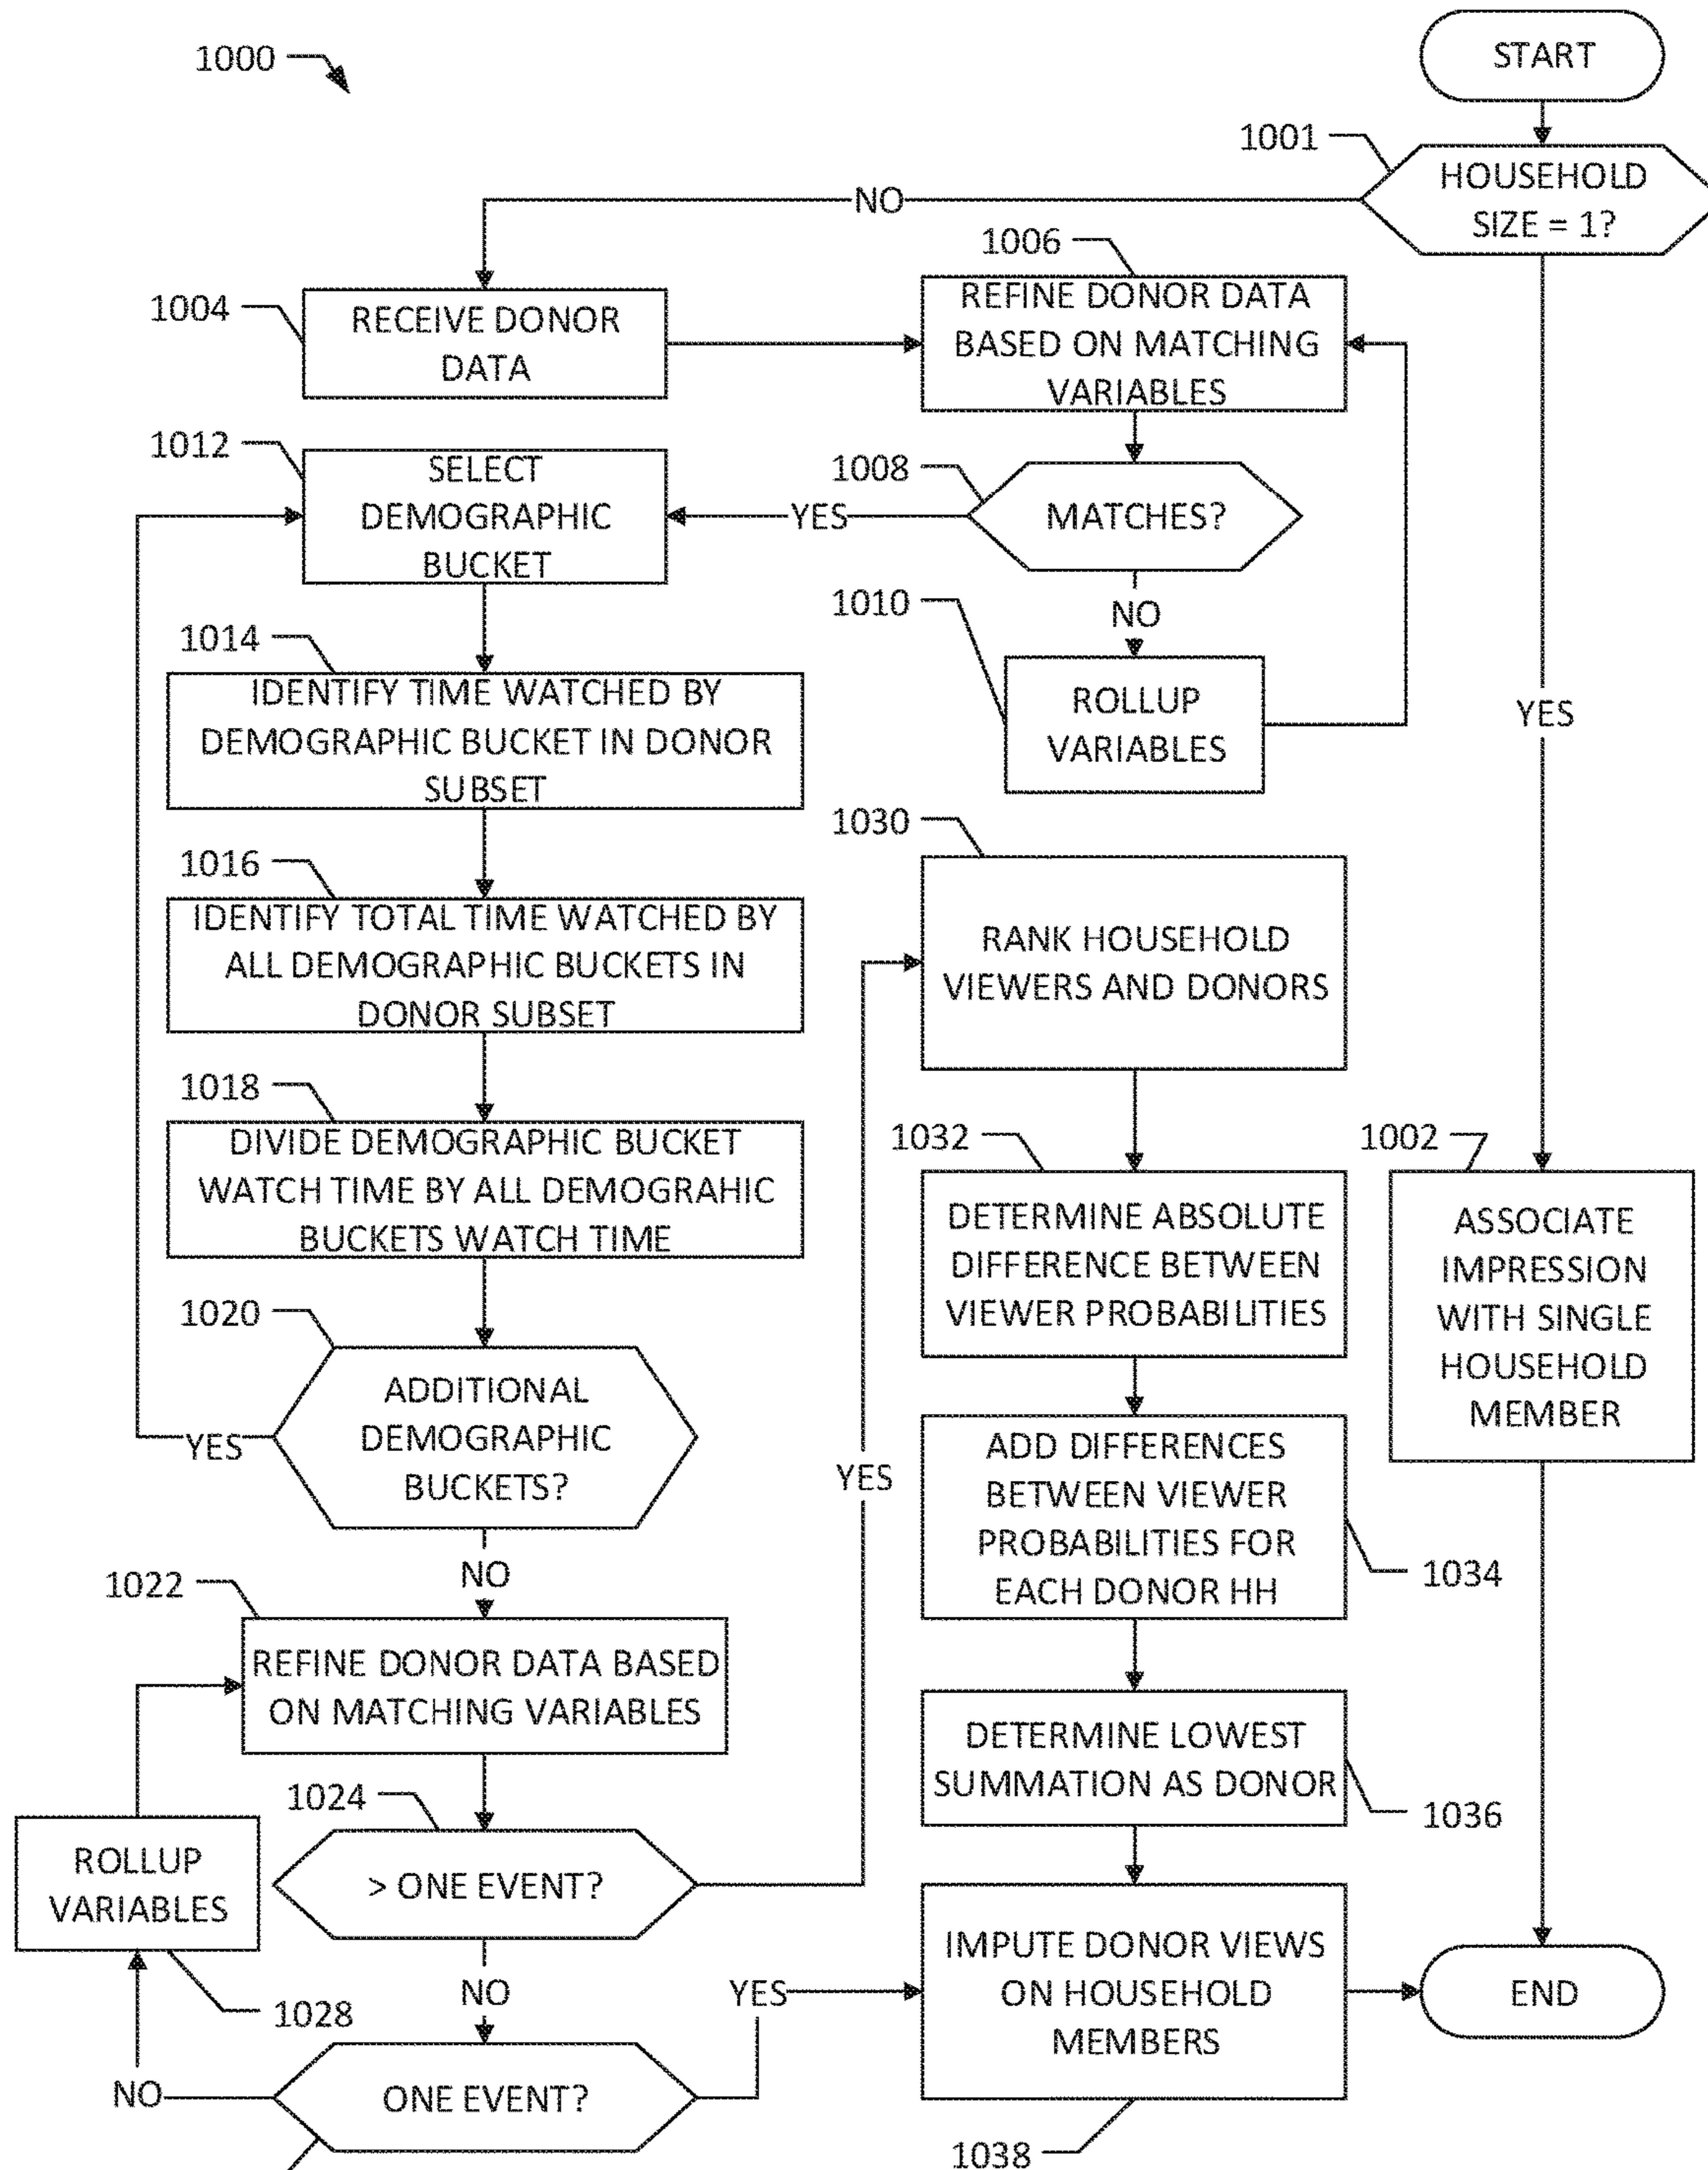 1000
START
1001
HOUSEHOLD
SIZE = 1?
NO
1004
RECEIVE DONOR
DATA
1006
REFINE DONOR DATA
BASED ON MATCHING
VARIABLES
1012
SELECT
DEMOGRAPHIC
BUCKET
YES
1008
MATCHES?
NO
1010
ROLLUP
VARIABLES
YES
1014
IDENTIFY TIME WATCHED BY
DEMOGRAPHIC BUCKET IN DONOR
SUBSET
1016
IDENTIFY TOTAL TIME WATCHED BY
ALL DEMOGRAPHIC BUCKETS IN
DONOR SUBSET
1018
DIVIDE DEMOGRAPHIC BUCKET
WATCH TIME BY ALL DEMOGRAHIC
BUCKETS WATCH TIME
1020
ADDITIONAL
DEMOGRAPHIC
BUCKETS?
YES
NO
1022
REFINE DONOR DATA BASED
ON MATCHING VARIABLES
1024
> ONE EVENT?
YES
NO
ROLLUP
VARIABLES
1028
ONE EVENT?
NO
YES
1030
RANK HOUSEHOLD
VIEWERS AND DONORS
1032
DETERMINE ABSOLUTE
DIFFERENCE BETWEEN
VIEWER PROBABILITIES
ADD DIFFERENCES
BETWEEN VIEWER
PROBABILITIES FOR
EACH DONOR HH
1034
DETERMINE LOWEST
SUMMATION AS DONOR
1036
IMPUTE DONOR VIEWS
ON HOUSEHOLD
MEMBERS
1038
1002
ASSOCIATE
IMPRESSION
WITH SINGLE
HOUSEHOLD
MEMBER
END